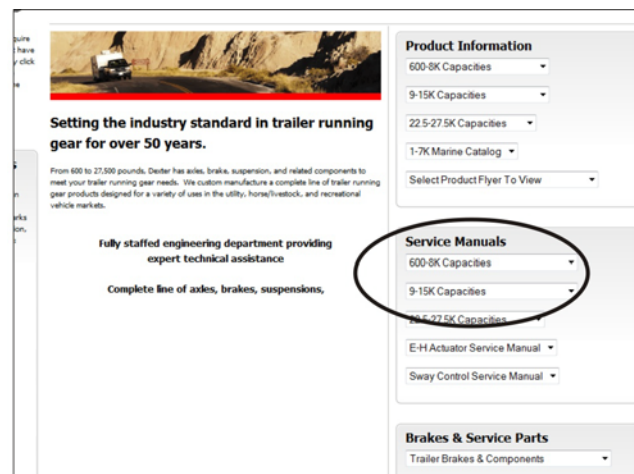 quire
t have
y click
ee
s
n
arks
ion,
s
Setting the industry standard in trailer running
gear for over 50 years.
From 600 to 27,500 pounds, Dexter has axles, brake, suspension, and related components to
meet your trailer running gear needs. We custom manufacture a complete line of trailer running
gear products designed for a variety of uses in the utility, horse/livestock, and recreational
vehicle markets.
Fully staffed engineering department providing
expert technical assistance
Complete line of axles, brakes, suspensions,
Product Information
600-8K Capacities
9-15K Capacities
22.5-27.5K Capacities
1-7K Marine Catalog
Select Product Flyer To View
Service Manuals
600-8K Capacities
9-15K Capacities
22.5-27.5K Capacities
E-H Actuator Service Manual
Sway Control Service Manual
Brakes & Service Parts
Trailer Brakes & Components